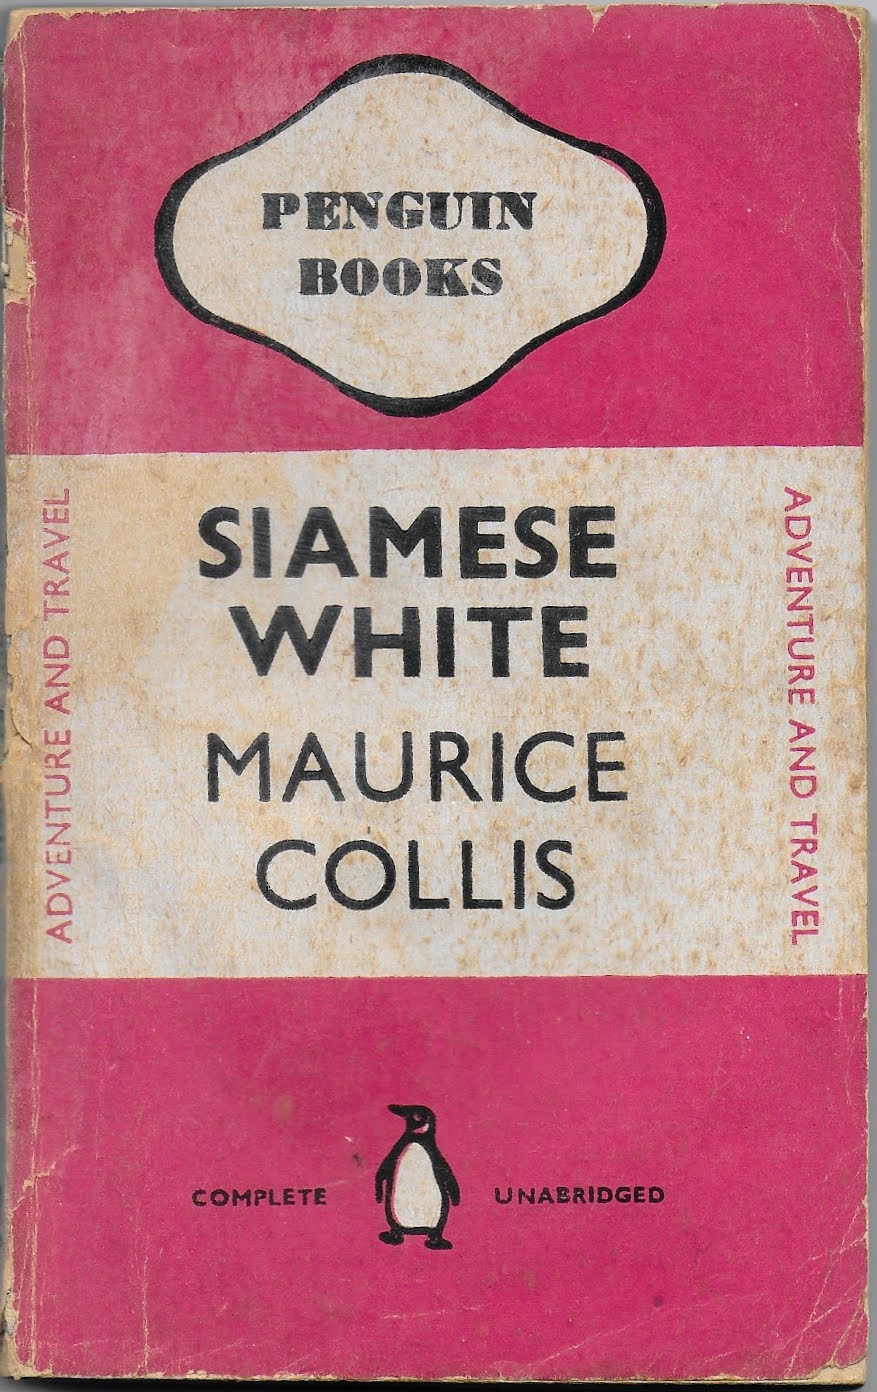 PENGUIN
BOOKS
ADVENTURE AND TRAVEL
SIAMESE
WHITE
MAURICE
COLLIS
ADVENTURE AND TRAVEL
COMPLETE UNABRIDGED